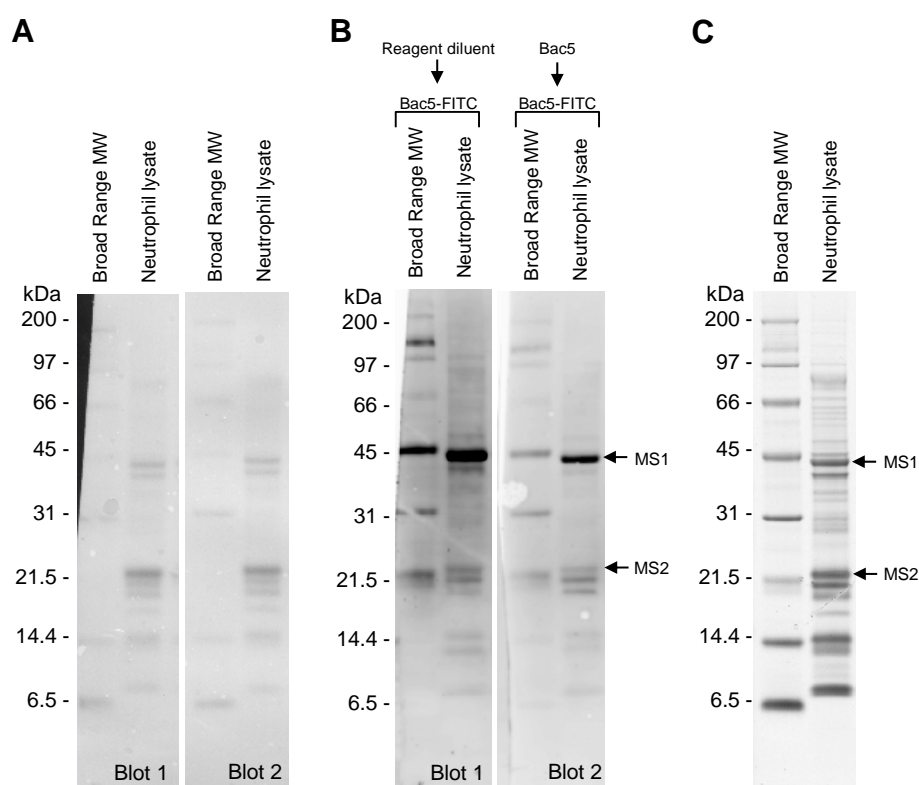 A
B
C
Reagent diluent
Bac5
Bac5-FITC
Bac5-FITC
Broad Range MW
Neutrophil lysate
Broad Range MW
Neutrophil lysate
Broad Range MW
Neutrophil lysate
Broad Range MW
Neutrophil lysate
Broad Range MW
Neutrophil lysate
kDa
200 -
97 -
66 -
45 -
31 -
21.5 -
14.4 -
6.5 -
Blot 1
Blot 2
kDa
200 -
97 -
66 -
45 -
31 -
21.5 -
14.4 -
6.5 -
MS1
MS2
Blot 1
Blot 2
kDa
200 -
97 -
66 -
45 -
31 -
21.5 -
14.4 -
6.5 -
MS1
MS2